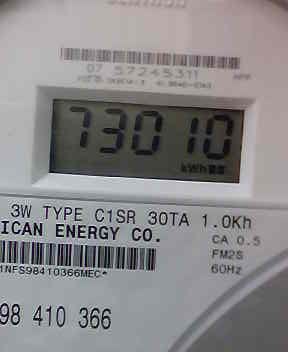 07 57245311
73010
kWh
3W TYPE C1SR 30TA 1.0Kh
ICAN ENERGY CO.
CA 0.5
FM2S
60Hz
1NFS98410366MEC*
98 410 366